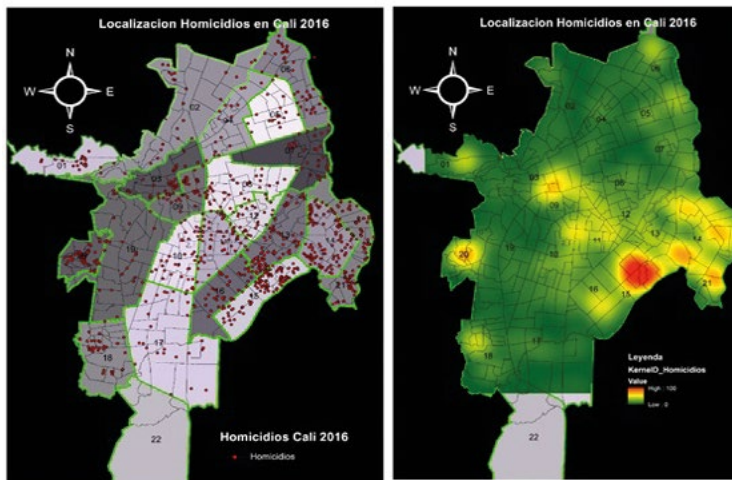 Localizacion Homicidios en Cali 2016
N
W
E
S
06
02
04
05
07
01
03
08
09
12
11
13
14
19
10
20
16
15
21
17
18
22
Homicidios Cali 2016
Homicidios
Localizacion Homicidios en Cali 2016
N
W
E
S
06
02
04
05
07
01
03
08
09
12
11
13
14
19
10
20
16
15
21
17
18
22
Leyenda
KernelD_Homicidios
Value
High : 100
Low : 0